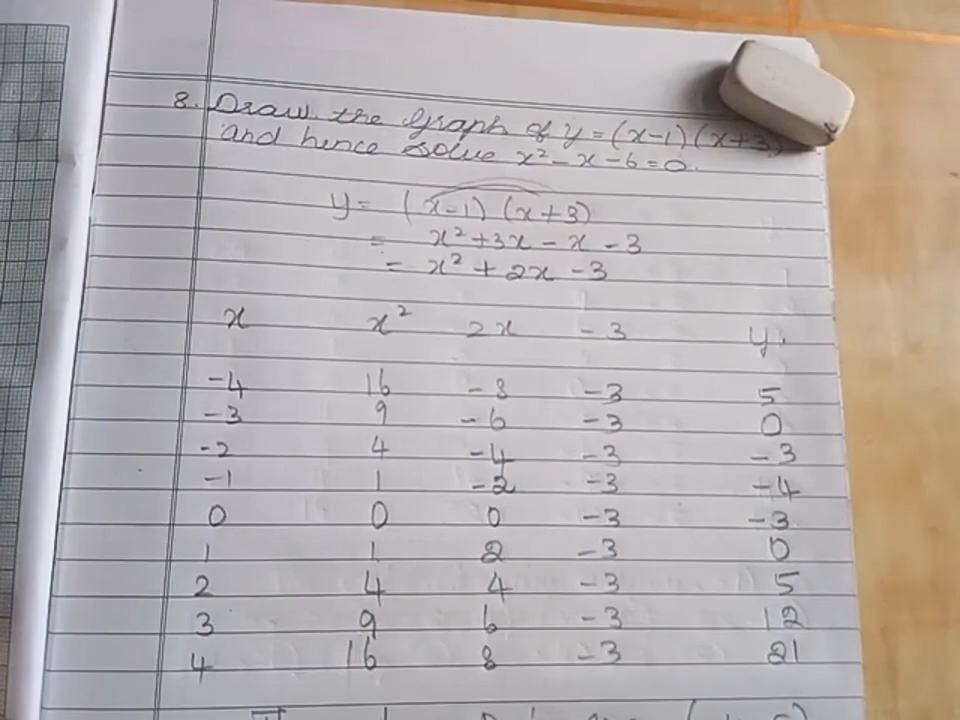 8. Draw the graph of y = (x-1)(x+3)
and hence solve x² - x - 6 = 0.
y = (x-1)(x+3)
= x² + 3x - x - 3
= x² + 2x - 3
x x² 2x -3 y
-4 16 -8 -3 5
-3 9 -6 -3 0
-2 4 -4 -3 -3
-1 1 -2 -3 -4
0 0 0 -3 -3
1 1 2 -3 0
2 4 4 -3 5
3 9 6 -3 12
4 16 8 -3 21